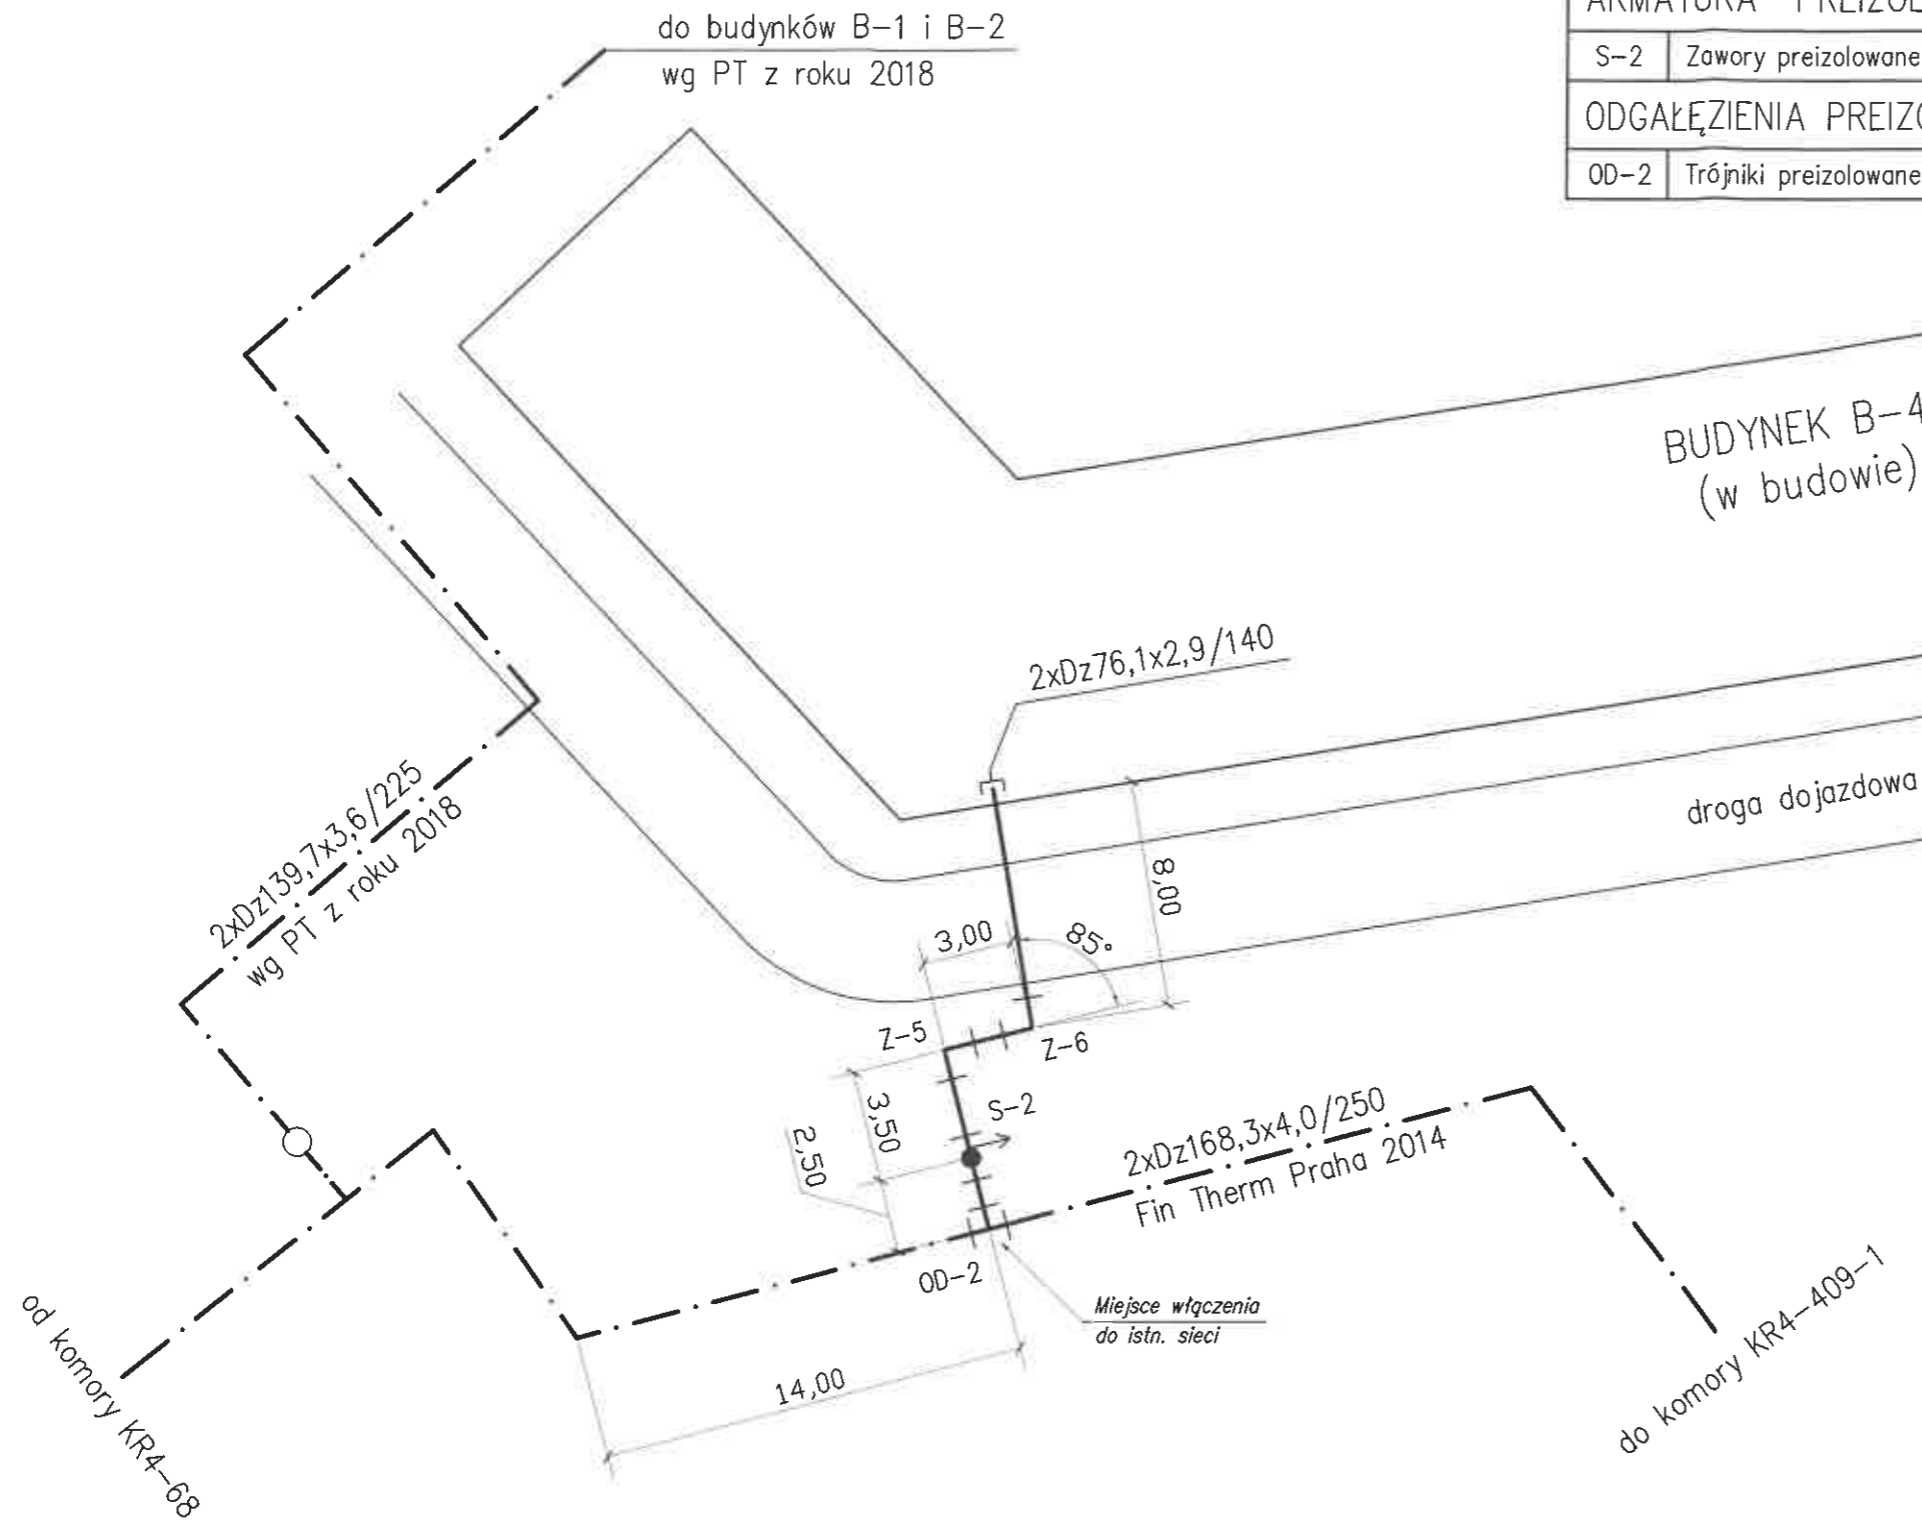 do budynków B-1 i B-2
wg PT z roku 2018
S-2 Zawory preizolowane
OD-2 Trójniki preizolowane
BUDYNEK B-4
(w budowie)
2xDz76,1x2,9/140
droga dojazdowa
2xDz139,7x3,6/225
wg PT z roku 2018
8,00
3,00
85°
Z-5
Z-6
3,50
S-2
2,50
2xDz168,3x4,0/250
Fin Therm Praha 2014
OD-2
Miejsce włączenia
do istn. sieci
14,00
od komory KR4-68
do komory KR4-409-1